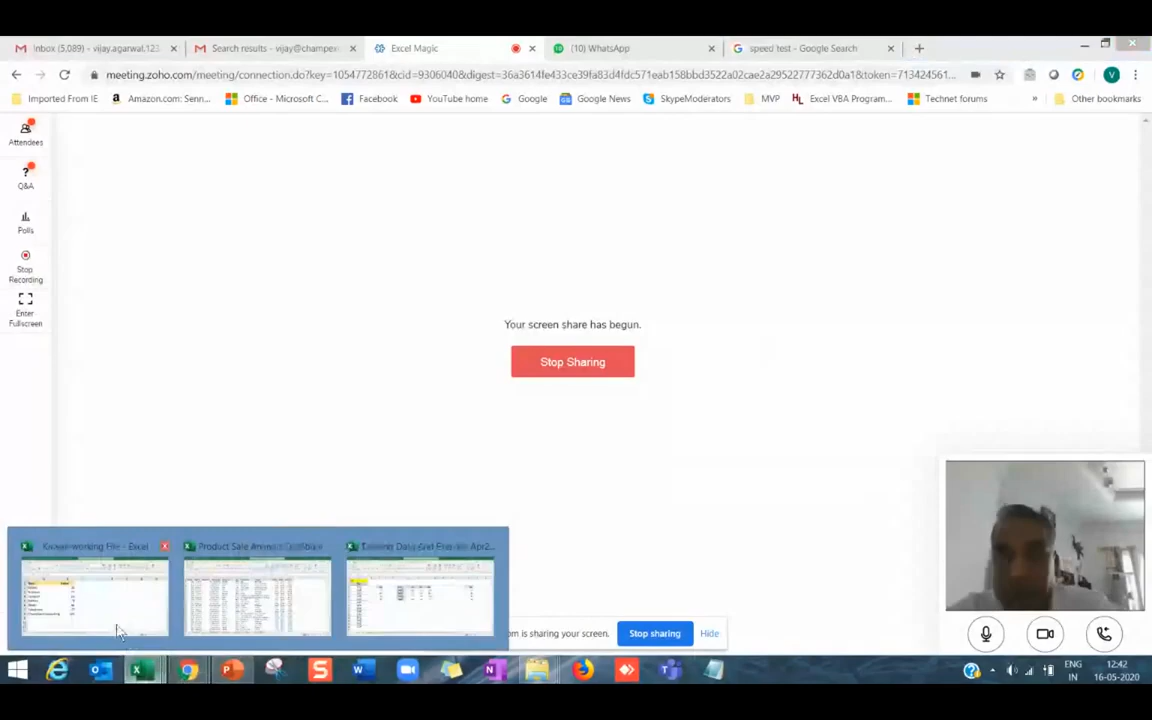 Inbox (5,089) - vijay.agarwal.123 Search results - vijay@champex Excel Magic (10) WhatsApp speed test - Google Search
meeting.zoho.com/meeting/connection.do?key=1054772861&cid=9306040&digest=36a3614fe433ce39fa83d4fdc571eab158bbd3522a02cae2a29522777362d0a1&token=713424561... V
Imported From IE Amazon.com: Senn... Office - Microsoft C... Facebook YouTube home Google Google News SkypeModerators MVP Excel VBA Program... Technet forums » Other bookmarks
Attendees
Q&A
Polls
Stop
Recording
Enter
Fullscreen
Your screen share has begun.
Stop Sharing
working File - Excel Product Sale
is sharing your screen. Stop sharing Hide
ENG
IN
12:42
16-05-2020